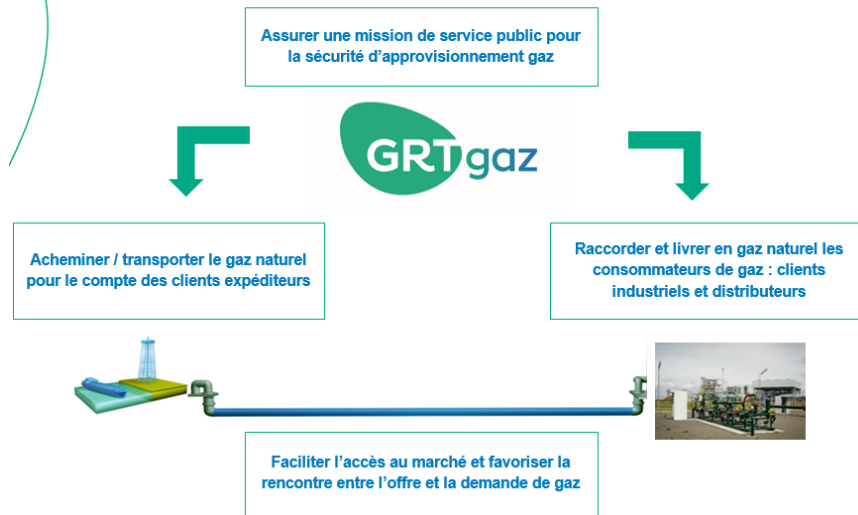 Assurer une mission de service public pour
la sécurité d’approvisionnement gaz
GRTgaz
Acheminer / transporter le gaz naturel
pour le compte des clients expéditeurs
Raccorder et livrer en gaz naturel les
consommateurs de gaz : clients
industriels et distributeurs
Faciliter l’accès au marché et favoriser la
rencontre entre l’offre et la demande de gaz